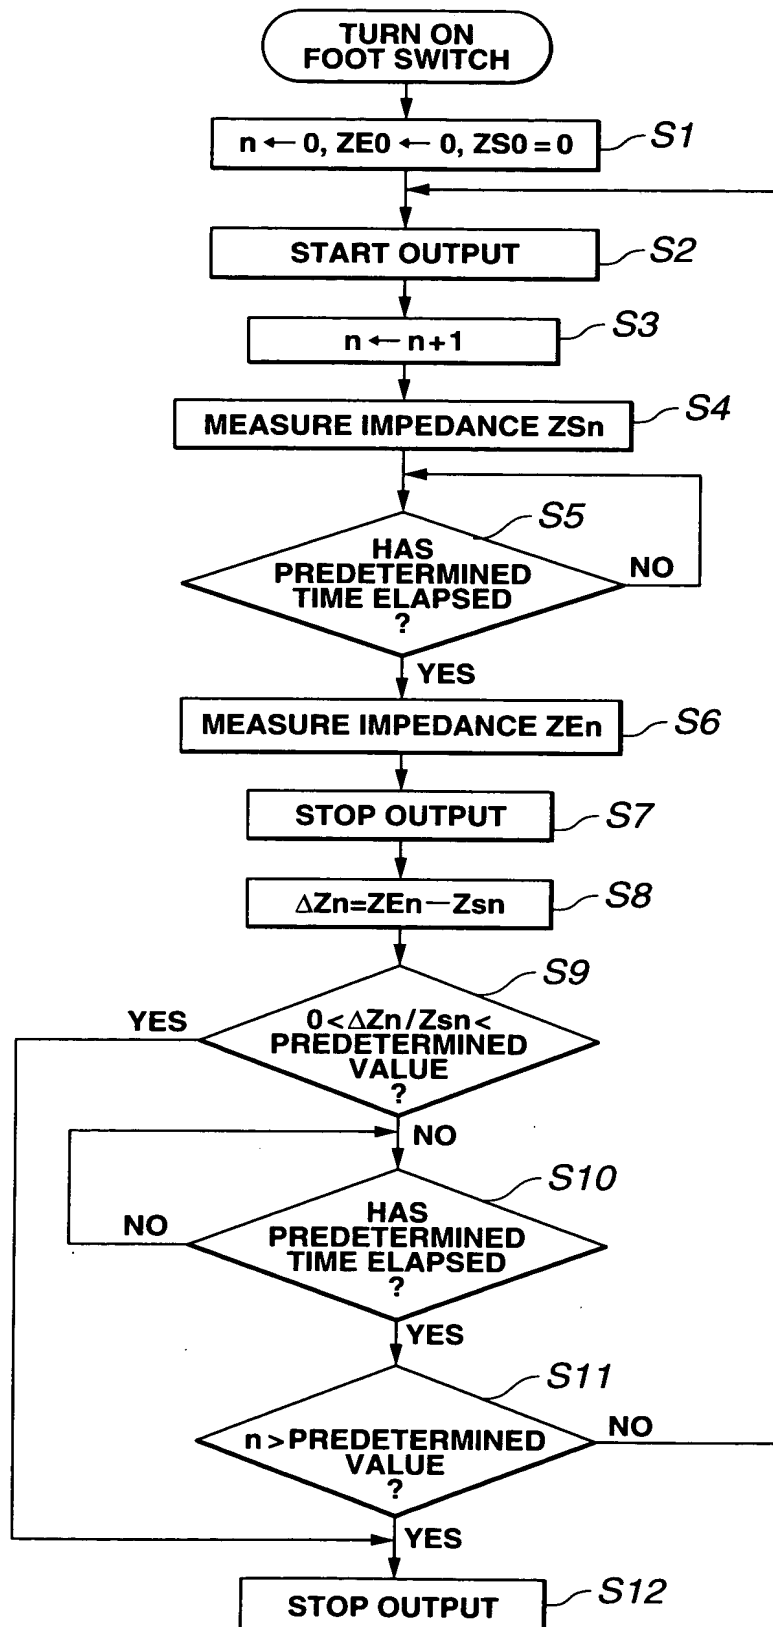 TURN ON
FOOT SWITCH
n ← 0, ZE0 ← 0, ZS0 = 0
S1
START OUTPUT
S2
n ← n+1
S3
MEASURE IMPEDANCE ZSn
S4
S5
HAS
PREDETERMINED
TIME ELAPSED
?
NO
YES
MEASURE IMPEDANCE ZEn
S6
STOP OUTPUT
S7
ΔZn=ZEn−Zsn
S8
S9
YES
0<ΔZn/Zsn<
PREDETERMINED
VALUE
?
NO
S10
NO
HAS
PREDETERMINED
TIME ELAPSED
?
YES
S11
n>PREDETERMINED
VALUE
?
NO
YES
STOP OUTPUT
S12